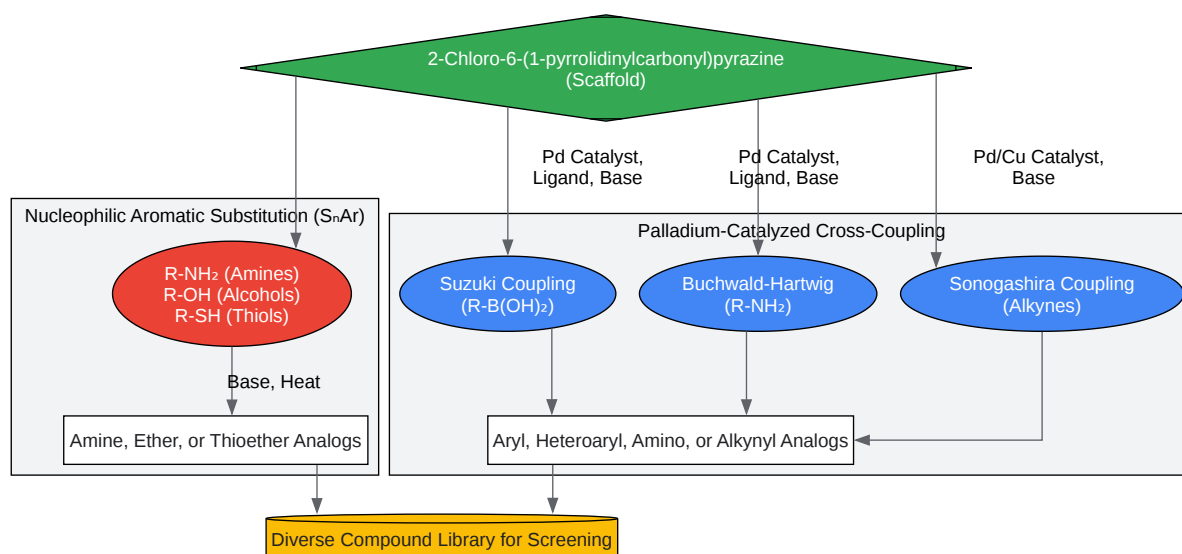 2-Chloro-6-(1-pyrrolidinylcarbonyl)pyrazine
(Scaffold)
Pd Catalyst,
Ligand, Base
Pd Catalyst,
Ligand, Base
Pd/Cu Catalyst,
Base
Nucleophilic Aromatic Substitution (SₙAr)
Palladium-Catalyzed Cross-Coupling
R-NH₂ (Amines)
R-OH (Alcohols)
R-SH (Thiols)
Suzuki Coupling
(R-B(OH)₂)
Buchwald-Hartwig
(R-NH₂)
Sonogashira Coupling
(Alkynes)
Base, Heat
Amine, Ether, or Thioether Analogs
Aryl, Heteroaryl, Amino, or Alkynyl Analogs
Diverse Compound Library for Screening